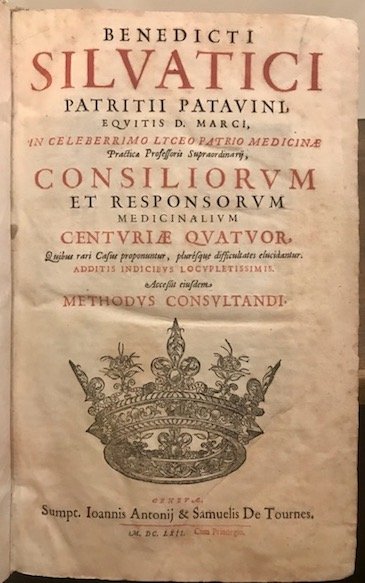 BENEDICTI
SILVATICI
PATRITII PATAVINI,
EQVITIS D. MARCI,
IN CELEBERRIMO LYCEO PATRIO MEDICINÆ
Practicæ Professoris Supraordinarij,
CONSILIORVM
ET RESPONSORVM
MEDICINALIVM
CENTVRIÆ QVATVOR,
Quibus rari Casus proponuntur, plurésque difficultates elucidantur.
ADDITIS INDICIBVS LOCVPLETISSIMIS.
Accessit eiusdem
METHODVS CONSVLTANDI.
GENEVÆ,
Sumpt. Ioannis Antonij & Samuelis De Tournes.
M. DC. LXII. Cum Privilegio.